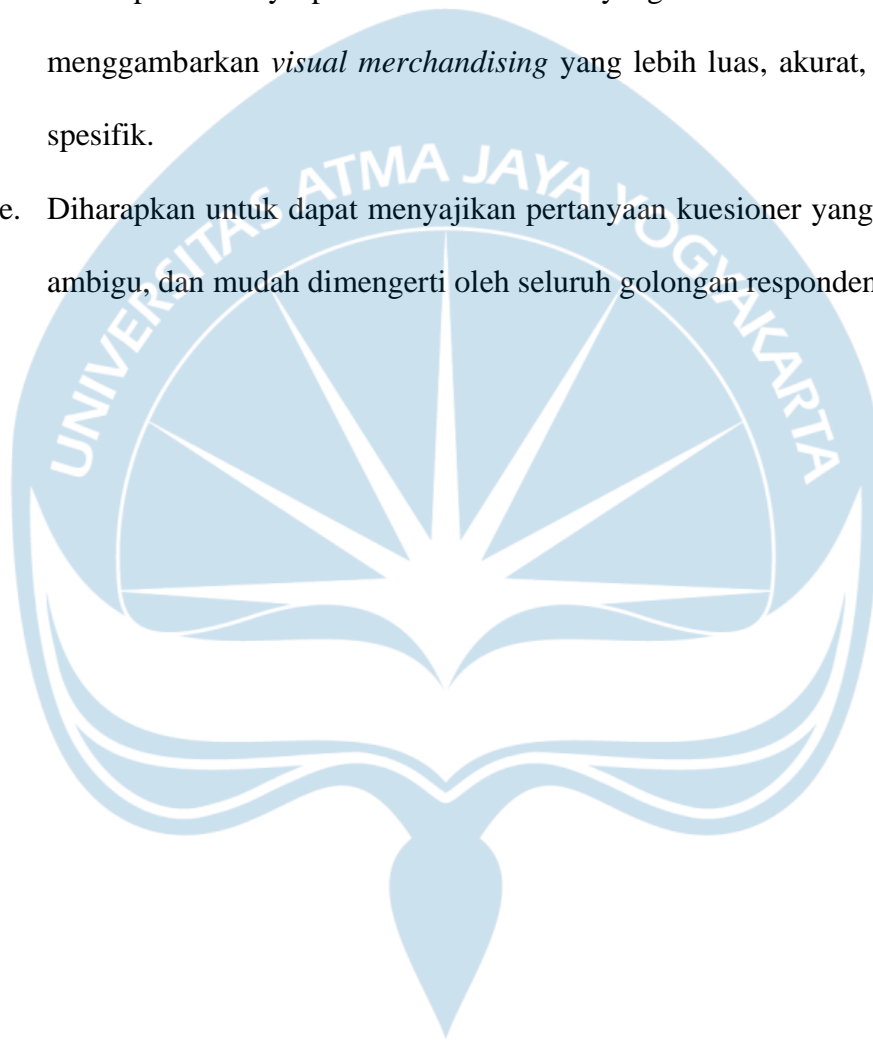 menggambarkan visual merchandising yang lebih luas, akurat,
spesifik.
e. Diharapkan untuk dapat menyajikan pertanyaan kuesioner yang
ambigu, dan mudah dimengerti oleh seluruh golongan responden
UNIVERSITAS ATMA JAYA YOGYAKARTA